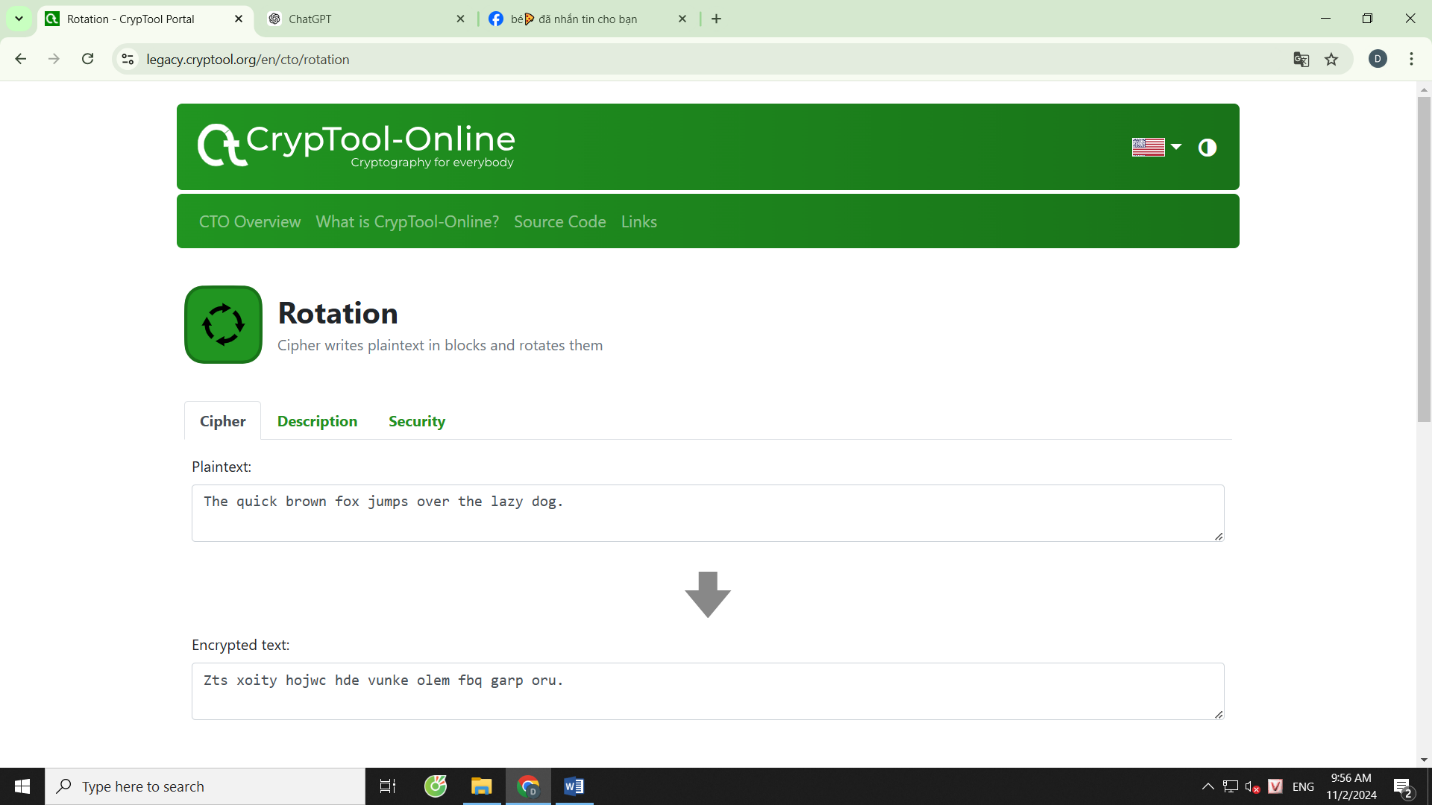 Rotation - CrypTool Portal
ChatGPT
bé🍕 đã nhắn tin cho bạn
legacy.cryptool.org/en/cto/rotation
D
CrypTool-Online
Cryptography for everybody
CTO Overview What is CrypTool-Online? Source Code Links
Rotation
Cipher writes plaintext in blocks and rotates them
Cipher Description Security
Plaintext:
The quick brown fox jumps over the lazy dog.
Encrypted text:
Zts xoity hojwc hde vunke olem fbq garp oru.
Type here to search
V ENG
9:56 AM
11/2/2024
2